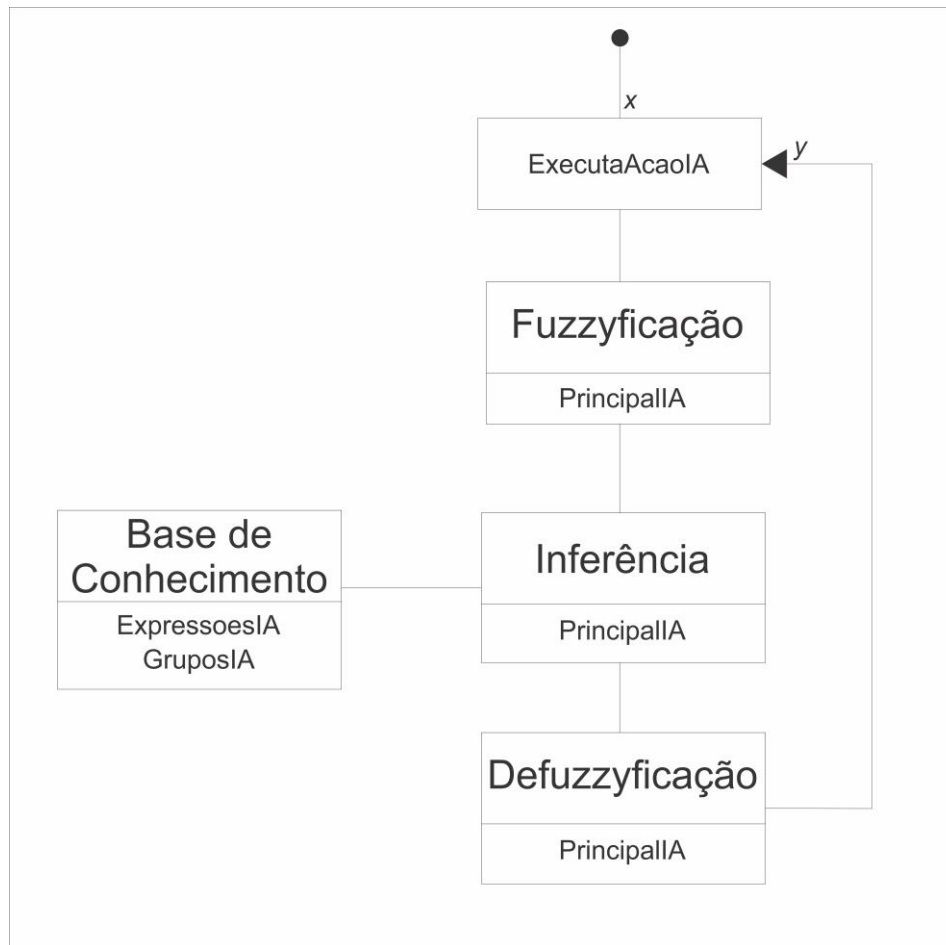 x
ExecutaAcaoIA
y
Fuzzyficação
PrincipalIA
Base de
Conhecimento
ExpressoesIA
GruposIA
Inferência
PrincipalIA
Defuzzyficação
PrincipalIA